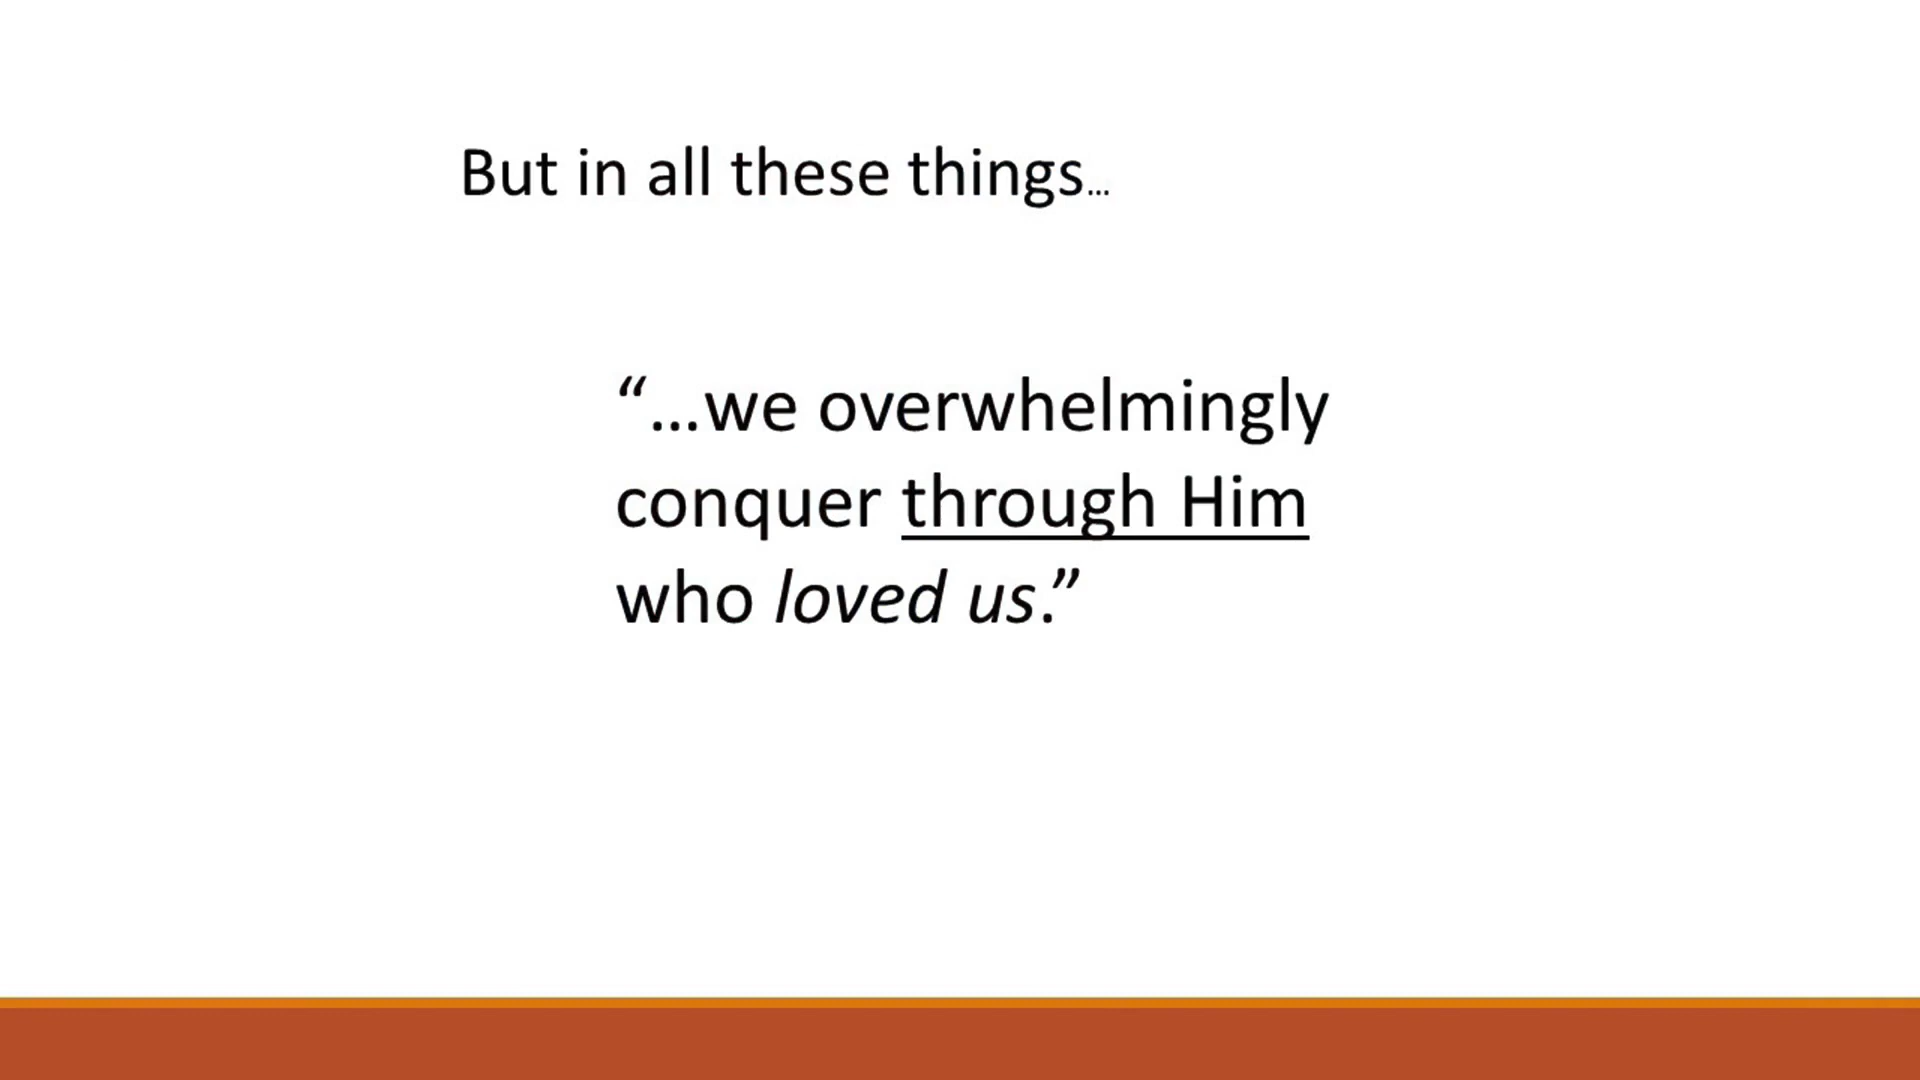 But in all these things...
“...we overwhelmingly
conquer through Him
who loved us.”